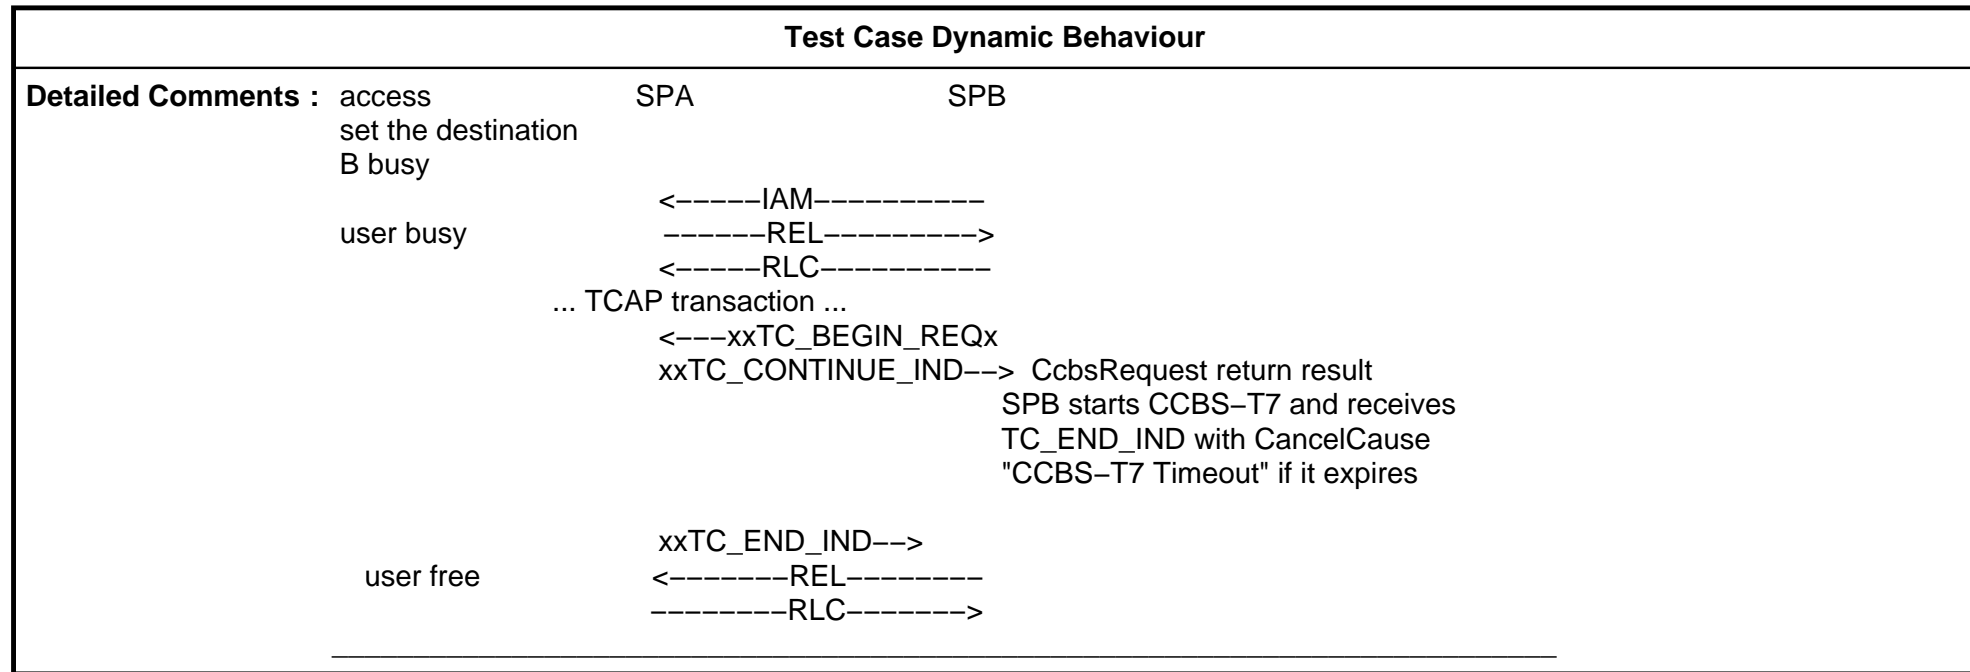 Test Case Dynamic Behaviour
Detailed Comments : access SPA SPB
set the destination
B busy
<−−−−−IAM−−−−−−−−−−
user busy −−−−−−REL−−−−−−−−−>
<−−−−−RLC−−−−−−−−−−
... TCAP transaction ...
<−−−xxTC_BEGIN_REQx
xxTC_CONTINUE_IND−−> CcbsRequest return result
SPB starts CCBS−T7 and receives
TC_END_IND with CancelCause
"CCBS−T7 Timeout" if it expires
xxTC_END_IND−−>
user free <−−−−−−−REL−−−−−−−−
−−−−−−−−RLC−−−−−−−>
___________________________________________________________________________